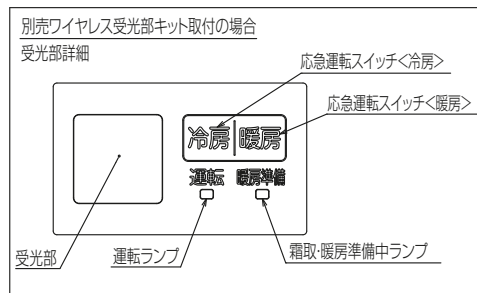 別売ワイヤレス受光部キット取付の場合
受光部詳細
応急運転スイッチ<冷房>
応急運転スイッチ<暖房>
冷房 暖房
運転 暖房準備
受光部
運転ランプ
霜取・暖房準備中ランプ